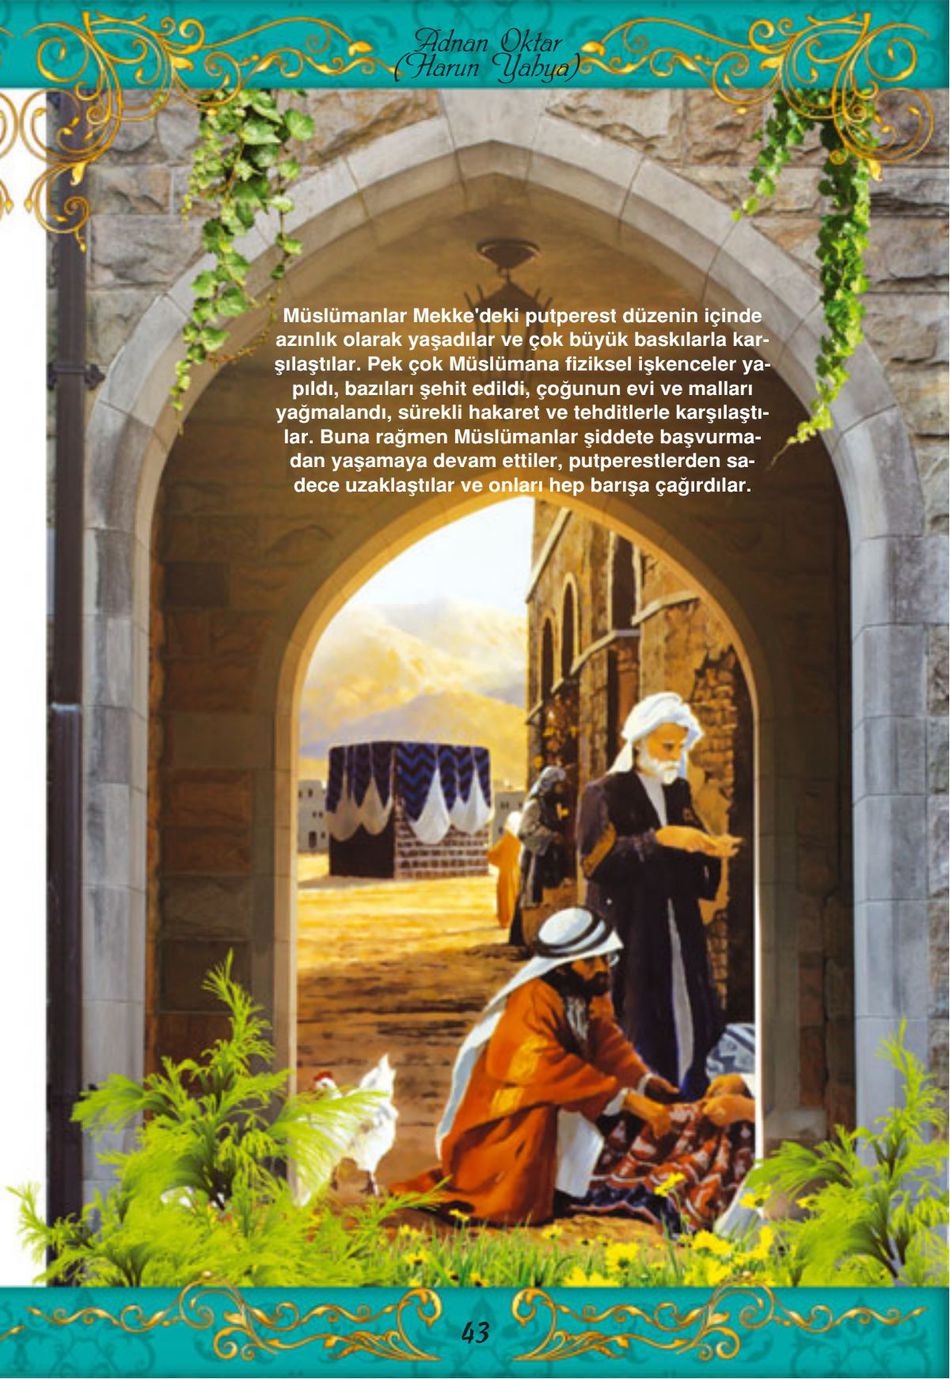 Adnan Oktar
(Harun Yahya)
Müslümanlar Mekke'deki putperest düzenin içinde
azınlık olarak yaşadılar ve çok büyük baskılarla kar-
şılaştılar. Pek çok Müslümana fiziksel işkenceler ya-
pıldı, bazıları şehit edildi, çoğunun evi ve malları
yağmalandı, sürekli hakaret ve tehditlerle karşılaştı-
lar. Buna rağmen Müslümanlar şiddete başvurma-
dan yaşamaya devam ettiler, putperestlerden sa-
dece uzaklaştılar ve onları hep barışa çağırdılar.
43